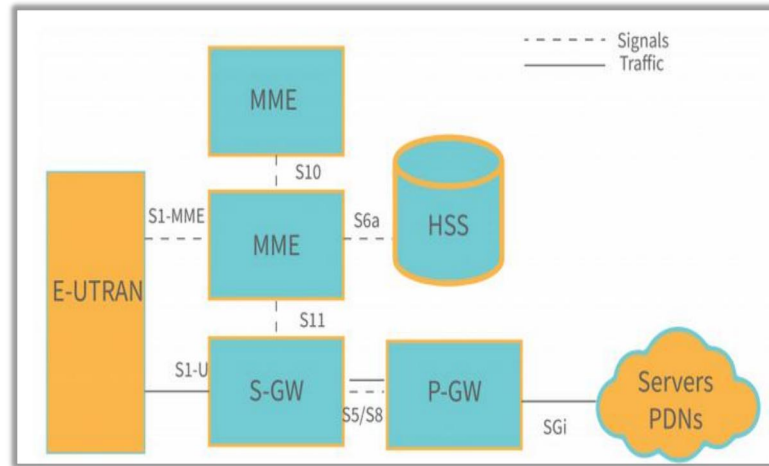 Signals
Traffic
MME
S10
S1-MME
MME
S6a
HSS
E-UTRAN
S11
S1-U
S-GW
S5/S8
P-GW
SGi
Servers
PDNs